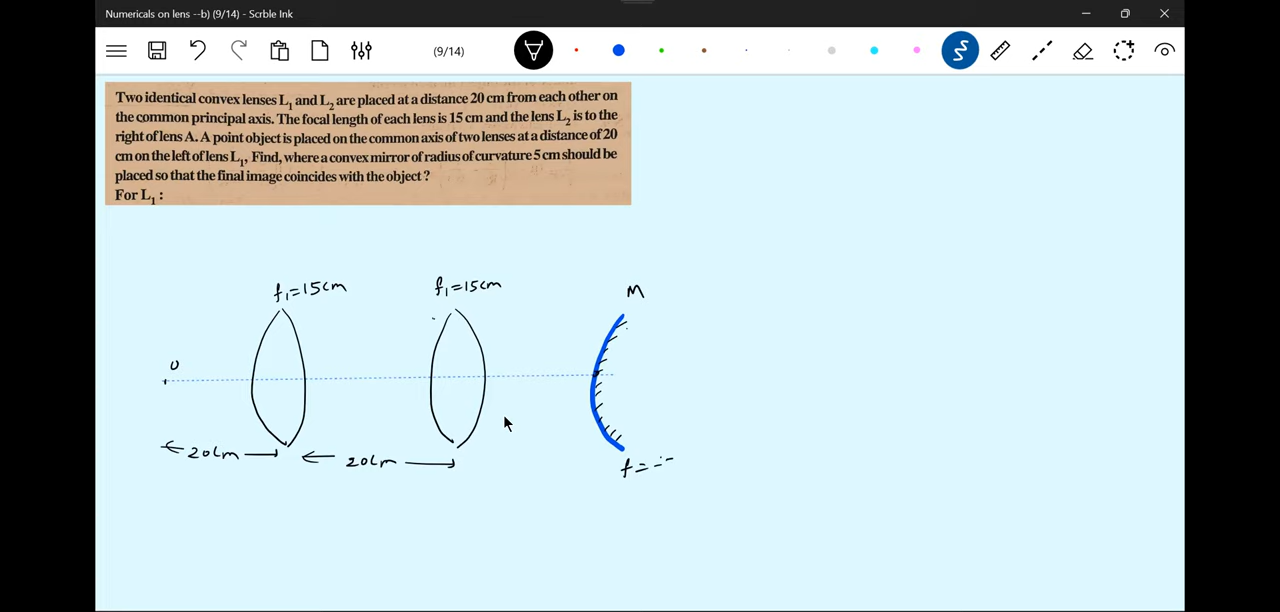 Numericals on lens --b) (9/14) - Scrble Ink
(9/14)
Two identical convex lenses L₁ and L₂ are placed at a distance 20 cm from each other on
the common principal axis. The focal length of each lens is 15 cm and the lens L₂ is to the
right of lens A. A point object is placed on the common axis of two lenses at a distance of 20
cm on the left of lens L₁, Find, where a convex mirror of radius of curvature 5 cm should be
placed so that the final image coincides with the object ?
For L₁ :
f₁=15cm
f₁=15cm
M
O
20cm
20cm
f=